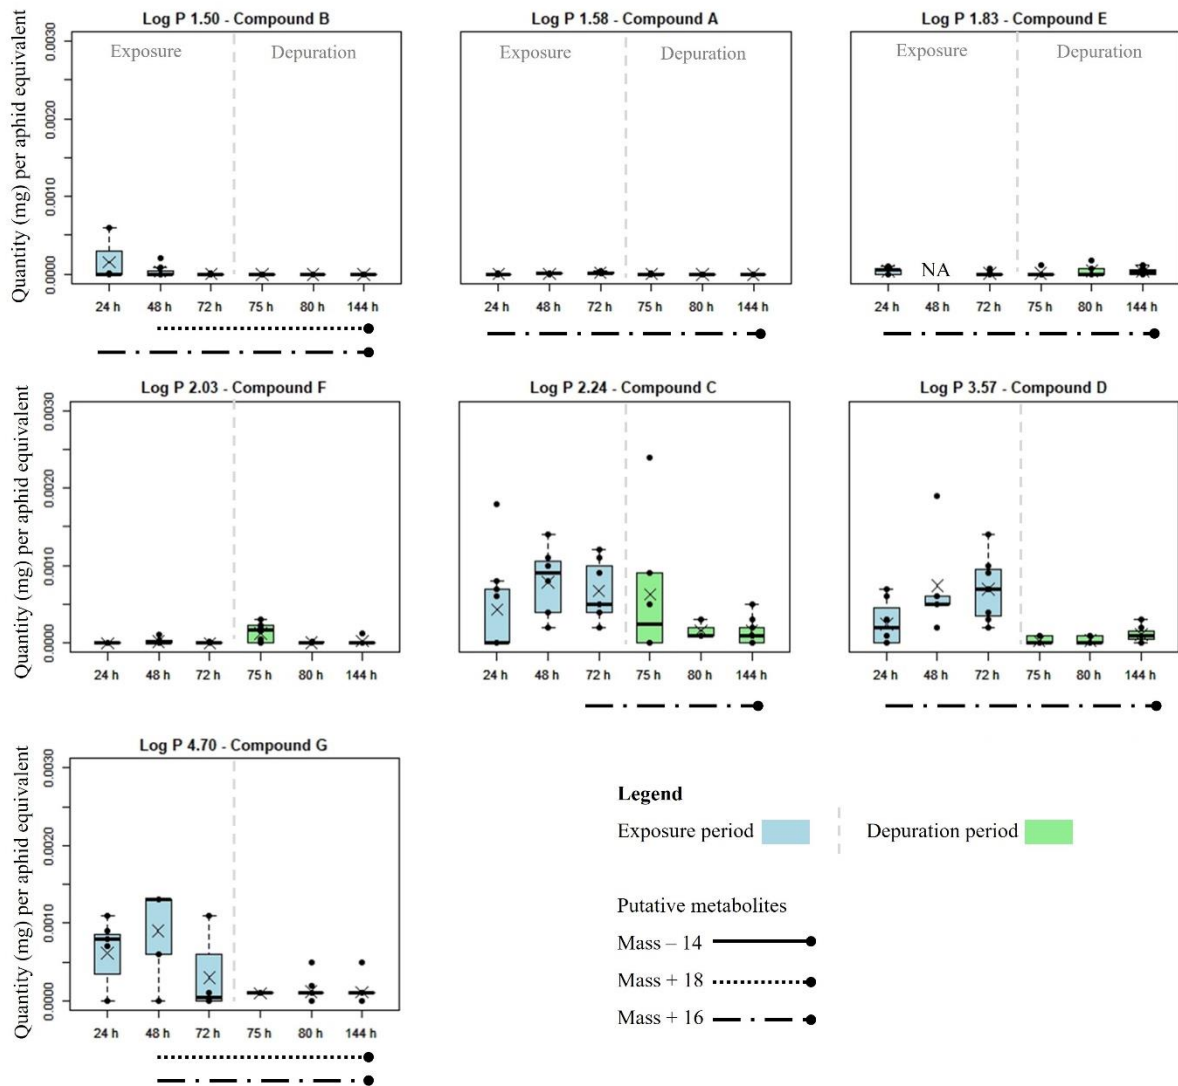 Log P 1.50 - Compound B
Quantity (mg) per aphid equivalent
0.0030
0.0020
0.0010
0.0000
Exposure
Depuration
24 h 48 h 72 h 75 h 80 h 144 h
Log P 1.58 - Compound A
Exposure
Depuration
24 h 48 h 72 h 75 h 80 h 144 h
Log P 1.83 - Compound E
Exposure
Depuration
NA
24 h 48 h 72 h 75 h 80 h 144 h
Log P 2.03 - Compound F
Quantity (mg) per aphid equivalent
0.0030
0.0020
0.0010
0.0000
24 h 48 h 72 h 75 h 80 h 144 h
Log P 2.24 - Compound C
24 h 48 h 72 h 75 h 80 h 144 h
Log P 3.57 - Compound D
24 h 48 h 72 h 75 h 80 h 144 h
Log P 4.70 - Compound G
Quantity (mg) per aphid equivalent
0.0030
0.0020
0.0010
0.0000
24 h 48 h 72 h 75 h 80 h 144 h
Legend
Exposure period
Depuration period
Putative metabolites
Mass – 14
Mass + 18
Mass + 16